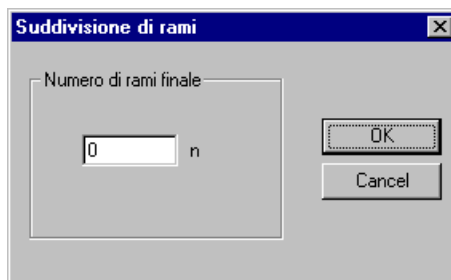 Suddivisione di rami
Numero di rami finale
0 n
OK
Cancel